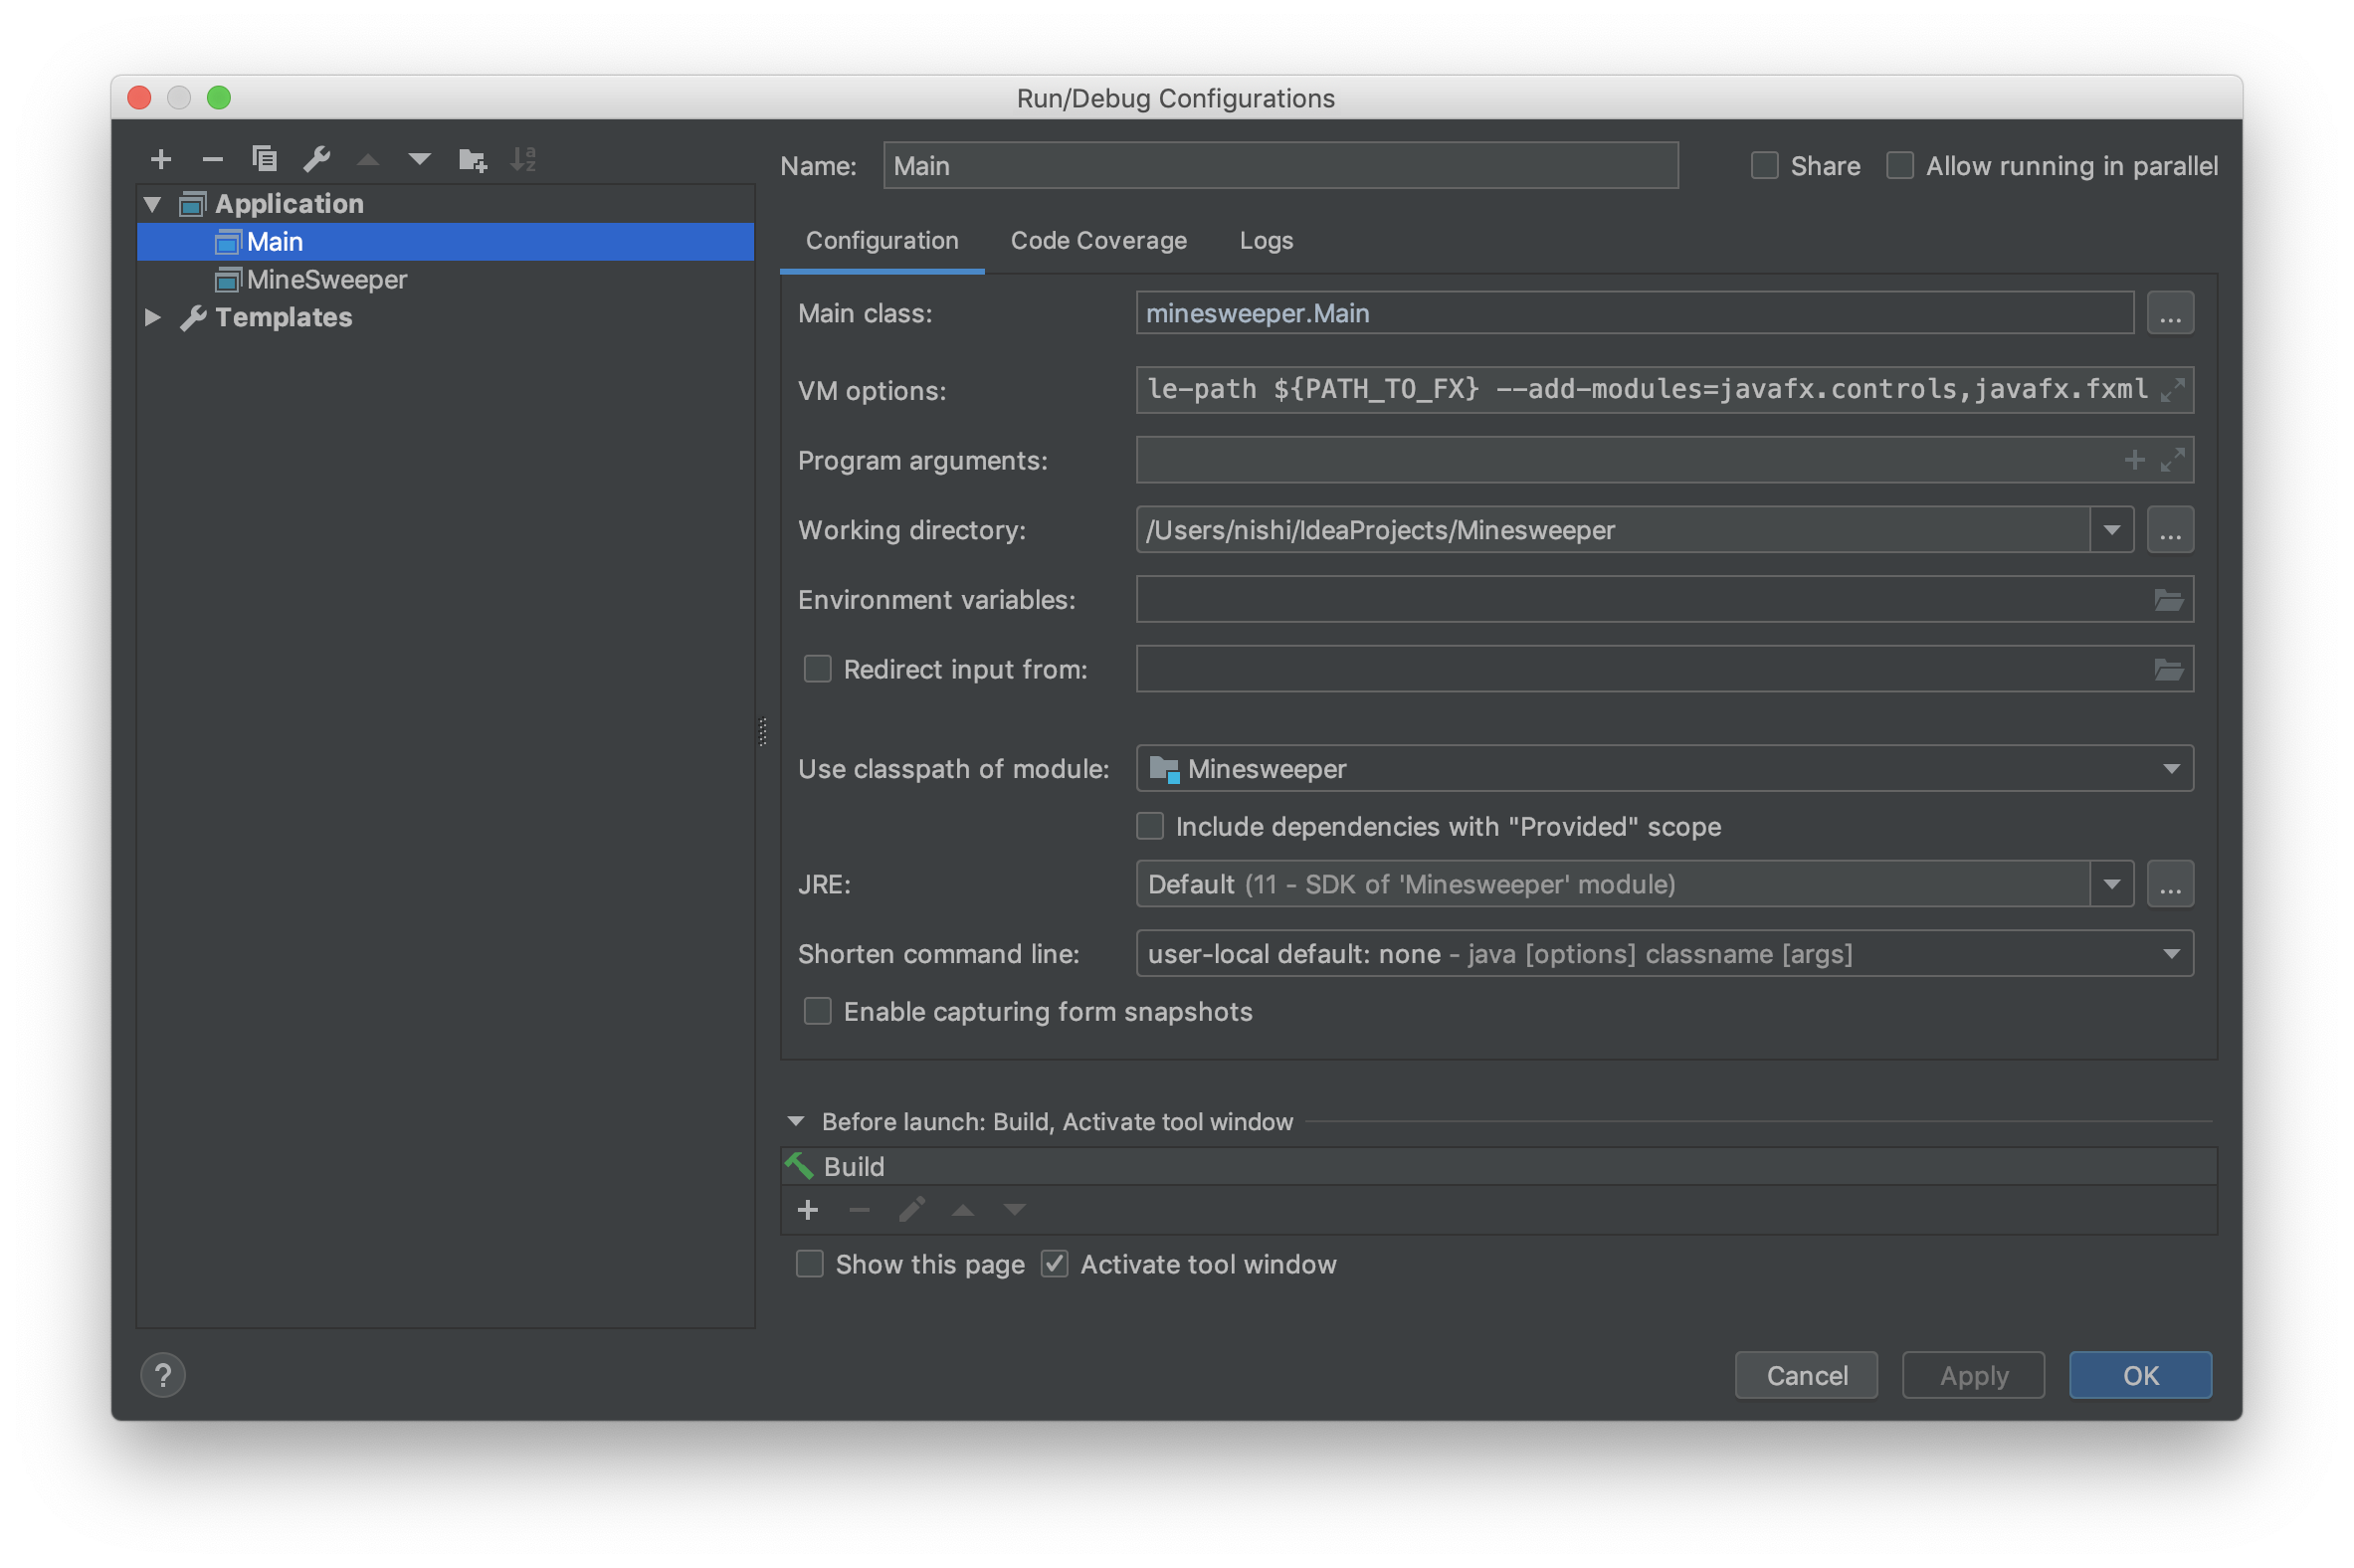 Run/Debug Configurations
Application
Main
MineSweeper
Templates
Name: Main Share Allow running in parallel
Configuration Code Coverage Logs
Main class: minesweeper.Main ...
VM options: le-path ${PATH_TO_FX} --add-modules=javafx.controls,javafx.fxml
Program arguments:
Working directory: /Users/nishi/IdeaProjects/Minesweeper ...
Environment variables:
Redirect input from:
Use classpath of module: Minesweeper
Include dependencies with "Provided" scope
JRE: Default (11 - SDK of 'Minesweeper' module) ...
Shorten command line: user-local default: none - java [options] classname [args]
Enable capturing form snapshots
Before launch: Build, Activate tool window
Build
Show this page Activate tool window
? Cancel Apply OK